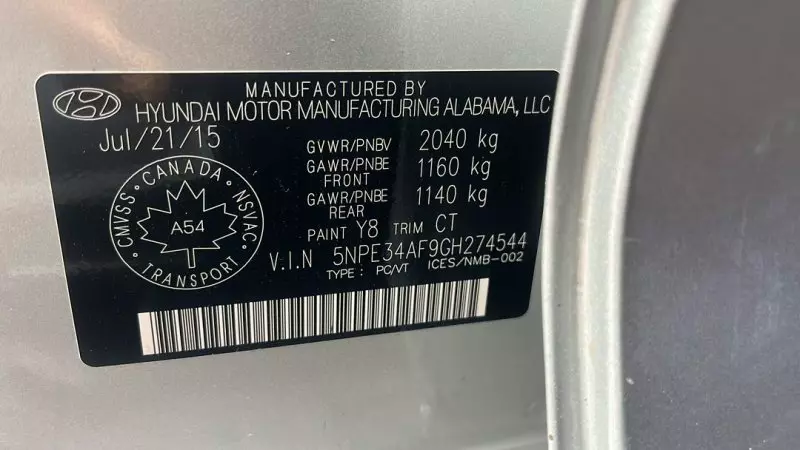 MANUFACTURED BY
HYUNDAI MOTOR MANUFACTURING ALABAMA, LLC
Jul/21/15
GVWR/PNBV 2040 kg
GAWR/PNBE FRONT 1160 kg
GAWR/PNBE REAR 1140 kg
PAINT Y8 TRIM CT
CMVSS • CANADA • NSVAC
A54
TRANSPORT
V.I.N 5NPE34AF9GH274544
TYPE : PC/VT ICES/NMB-002